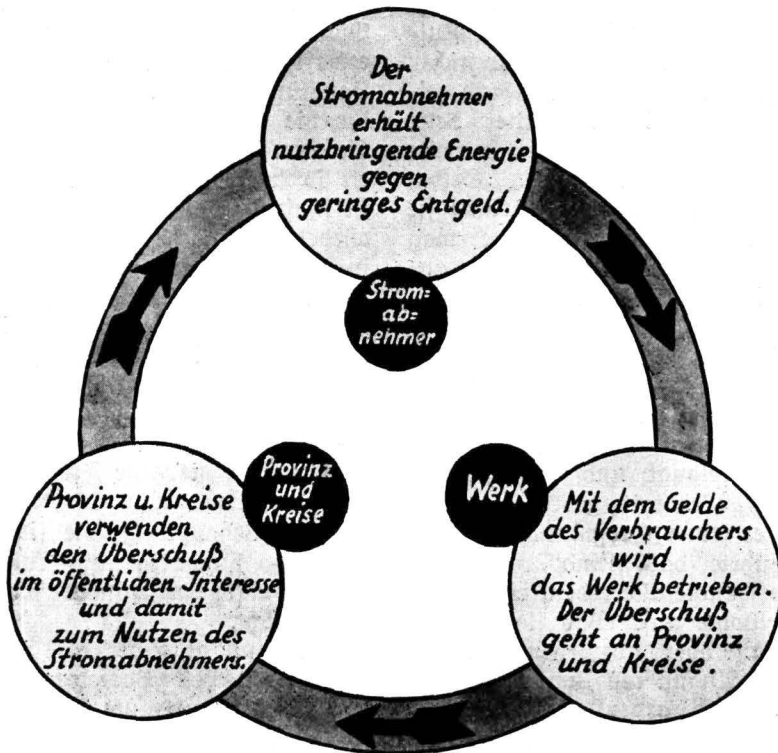 Der
Stromabnehmer
erhält
nutzbringende Energie
gegen
geringes Entgeld.
Strom=
ab=
nehmer
Provinz
und
Kreise
Werk
Provinz u. Kreise
verwenden
den Überschuß
im öffentlichen Interesse
und damit
zum Nutzen des
Stromabnehmers.
Mit dem Gelde
des Verbrauchers
wird
das Werk betrieben.
Der Überschuß
geht an Provinz
und Kreise.